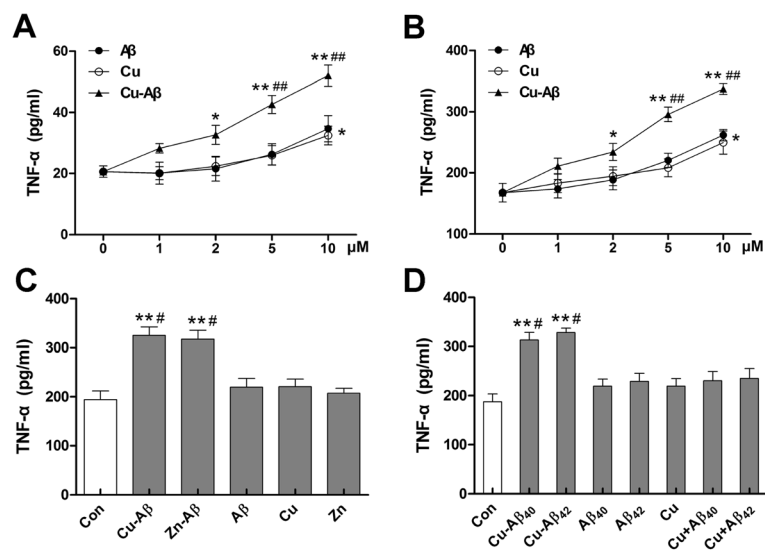 A
Aβ
Cu
Cu-Aβ
TNF-α (pg/ml)
60
40
20
0
*
**##
**##
*
0 1 2 5 10 μM
B
Aβ
Cu
Cu-Aβ
TNF-α (pg/ml)
400
300
200
100
*
**##
**##
*
0 1 2 5 10 μM
C
TNF-α (pg/ml)
400
300
200
100
0
**#
**#
Con
Cu-Aβ
Zn-Aβ
Aβ
Cu
Zn
D
TNF-α (pg/ml)
400
300
200
100
0
**#
**#
Con
Cu-Aβ40
Cu-Aβ42
Aβ40
Aβ42
Cu
Cu+Aβ40
Cu+Aβ42